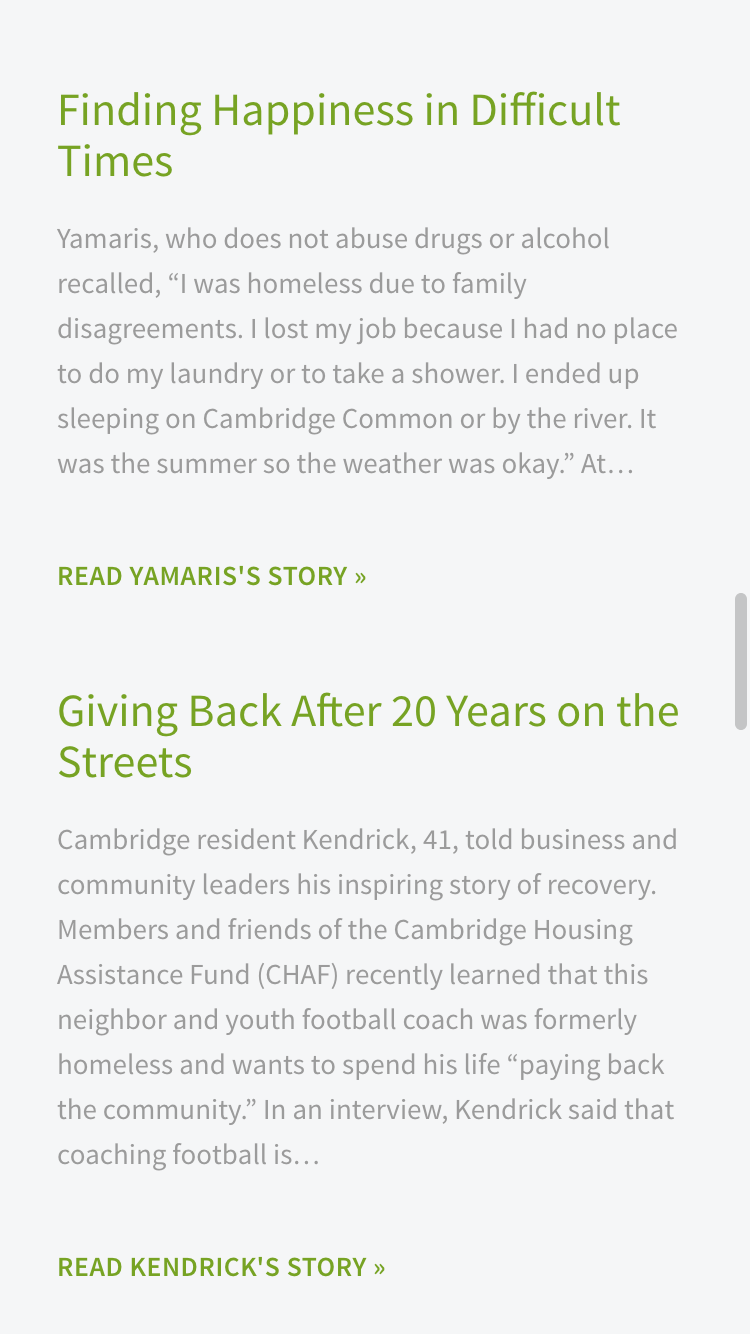 Finding Happiness in Difficult
Times
Yamaris, who does not abuse drugs or alcohol
recalled, “I was homeless due to family
disagreements. I lost my job because I had no place
to do my laundry or to take a shower. I ended up
sleeping on Cambridge Common or by the river. It
was the summer so the weather was okay.” At…
READ YAMARIS'S STORY »
Giving Back After 20 Years on the
Streets
Cambridge resident Kendrick, 41, told business and
community leaders his inspiring story of recovery.
Members and friends of the Cambridge Housing
Assistance Fund (CHAF) recently learned that this
neighbor and youth football coach was formerly
homeless and wants to spend his life “paying back
the community.” In an interview, Kendrick said that
coaching football is…
READ KENDRICK'S STORY »